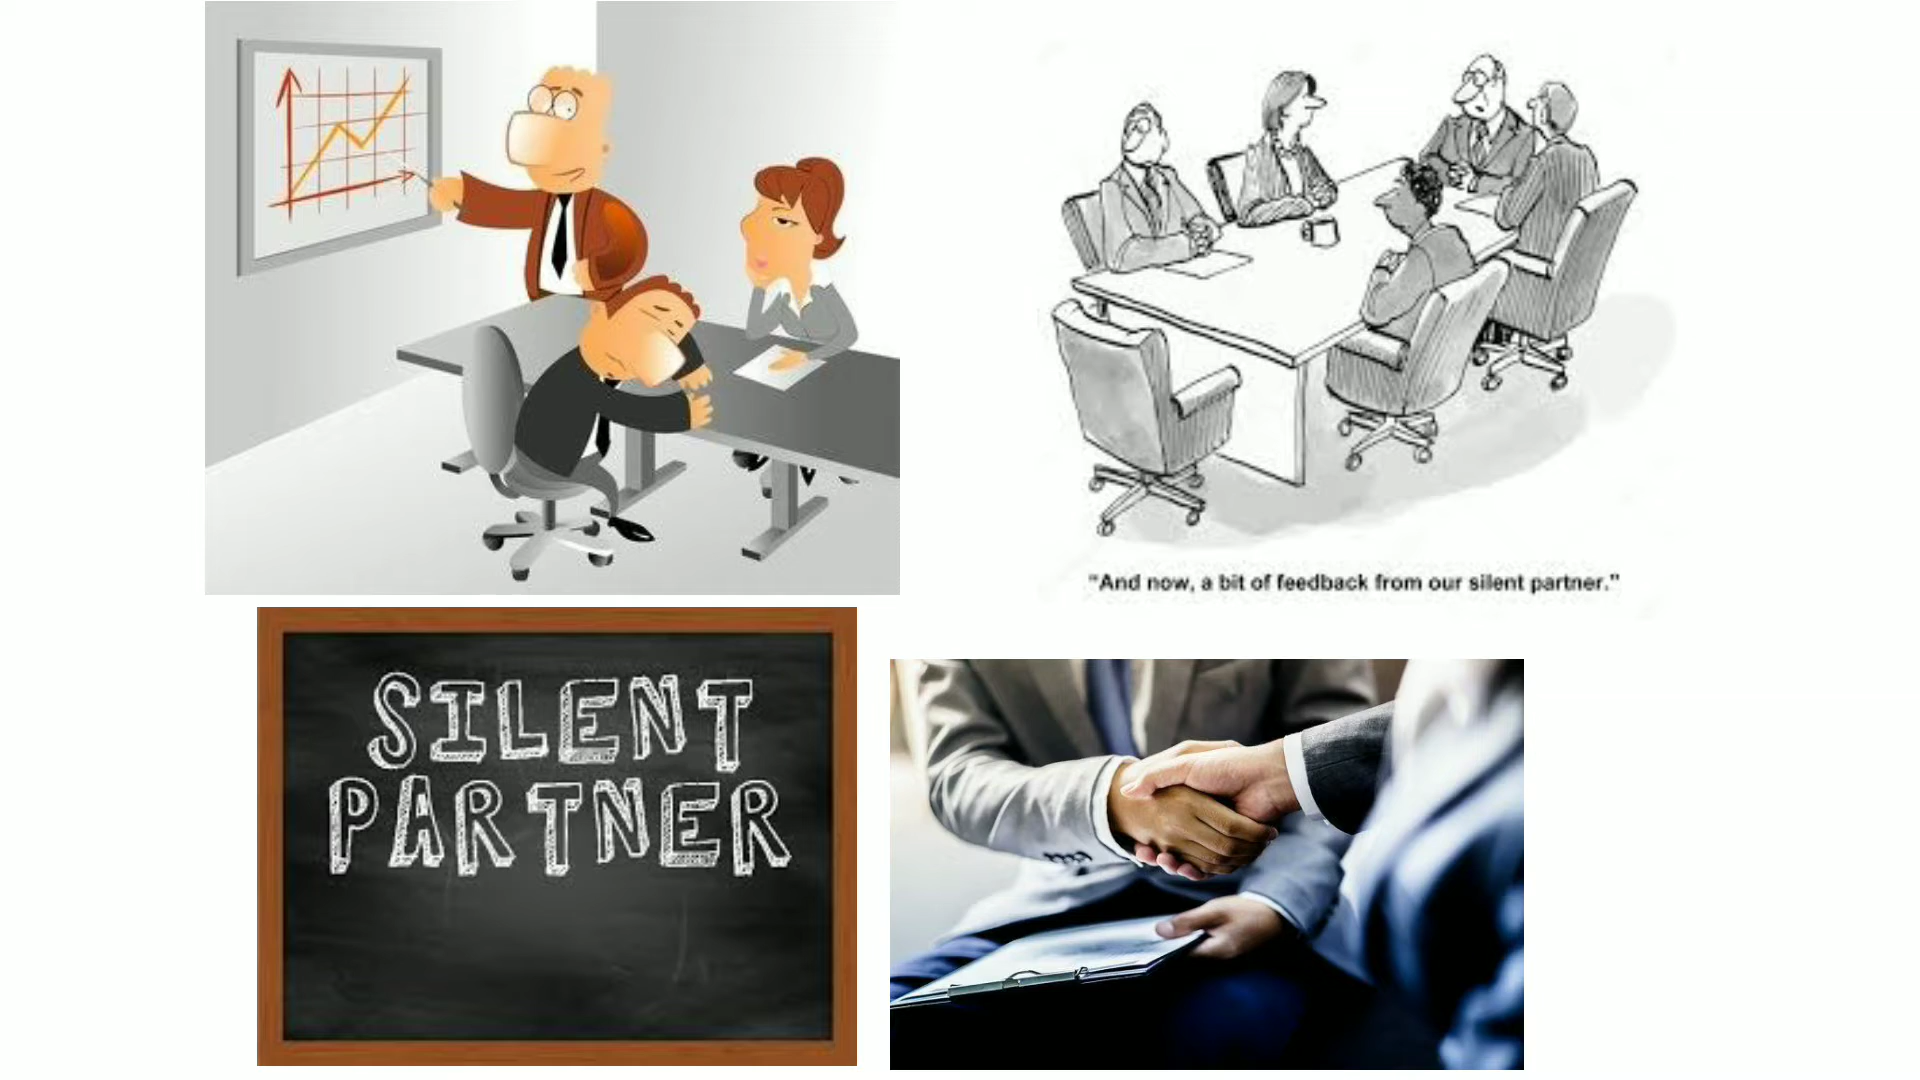 "And now, a bit of feedback from our silent partner."
SILENT
PARTNER